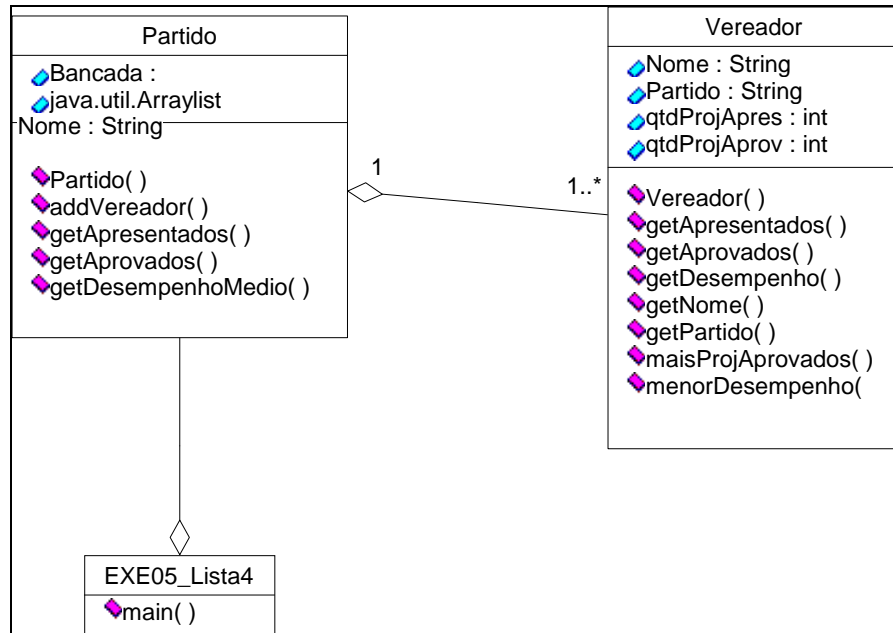 Partido
Bancada :
java.util.Arraylist
Nome : String
Partido( )
addVereador( )
getApresentados( )
getAprovados( )
getDesempenhoMedio( )
1
1..*
Vereador
Nome : String
Partido : String
qtdProjApres : int
qtdProjAprov : int
Vereador( )
getApresentados( )
getAprovados( )
getDesempenho( )
getNome( )
getPartido( )
maisProjAprovados( )
menorDesempenho(
EXE05_Lista4
main( )